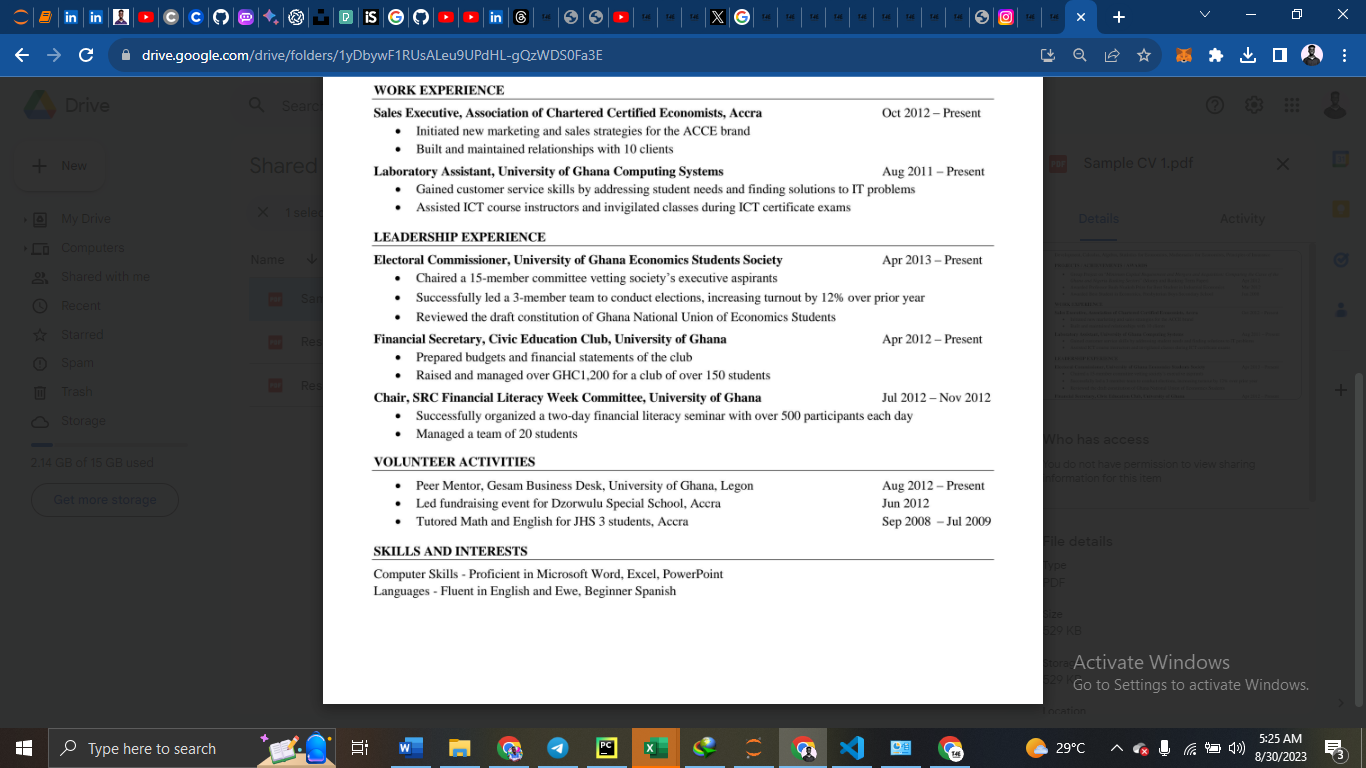 drive.google.com/drive/folders/1yDbywF1RUsALeu9UPdHL-gQzWDS0Fa3E
Drive
Search
New
My Drive
Computers
Shared with me
Recent
Starred
Spam
Trash
Storage
2.14 GB of 15 GB used
Get more storage
Shared
1 selec
Name
Sam
Res
Res
WORK EXPERIENCE
Sales Executive, Association of Chartered Certified Economists, Accra Oct 2012 – Present
• Initiated new marketing and sales strategies for the ACCE brand
• Built and maintained relationships with 10 clients
Laboratory Assistant, University of Ghana Computing Systems Aug 2011 – Present
• Gained customer service skills by addressing student needs and finding solutions to IT problems
• Assisted ICT course instructors and invigilated classes during ICT certificate exams
LEADERSHIP EXPERIENCE
Electoral Commissioner, University of Ghana Economics Students Society Apr 2013 – Present
• Chaired a 15-member committee vetting society's executive aspirants
• Successfully led a 3-member team to conduct elections, increasing turnout by 12% over prior year
• Reviewed the draft constitution of Ghana National Union of Economics Students
Financial Secretary, Civic Education Club, University of Ghana Apr 2012 – Present
• Prepared budgets and financial statements of the club
• Raised and managed over GHC1,200 for a club of over 150 students
Chair, SRC Financial Literacy Week Committee, University of Ghana Jul 2012 – Nov 2012
• Successfully organized a two-day financial literacy seminar with over 500 participants each day
• Managed a team of 20 students
VOLUNTEER ACTIVITIES
• Peer Mentor, Gesam Business Desk, University of Ghana, Legon Aug 2012 – Present
• Led fundraising event for Dzorwulu Special School, Accra Jun 2012
• Tutored Math and English for JHS 3 students, Accra Sep 2008 – Jul 2009
SKILLS AND INTERESTS
Computer Skills - Proficient in Microsoft Word, Excel, PowerPoint
Languages - Fluent in English and Ewe, Beginner Spanish
Sample CV 1.pdf
Details Activity
Who has access
You do not have permission to view sharing
information for this item
File details
Type
PDF
Size
529 KB
529 KB
Location
Activate Windows
Go to Settings to activate Windows.
Type here to search
29°C
5:25 AM
8/30/2023
3